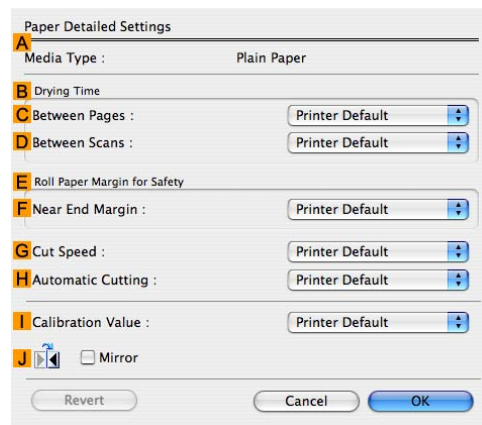 Paper Detailed Settings
A
Media Type : Plain Paper
B Drying Time
C Between Pages : Printer Default
D Between Scans : Printer Default
E Roll Paper Margin for Safety
F Near End Margin : Printer Default
G Cut Speed : Printer Default
H Automatic Cutting : Printer Default
I Calibration Value : Printer Default
J Mirror
Revert Cancel OK